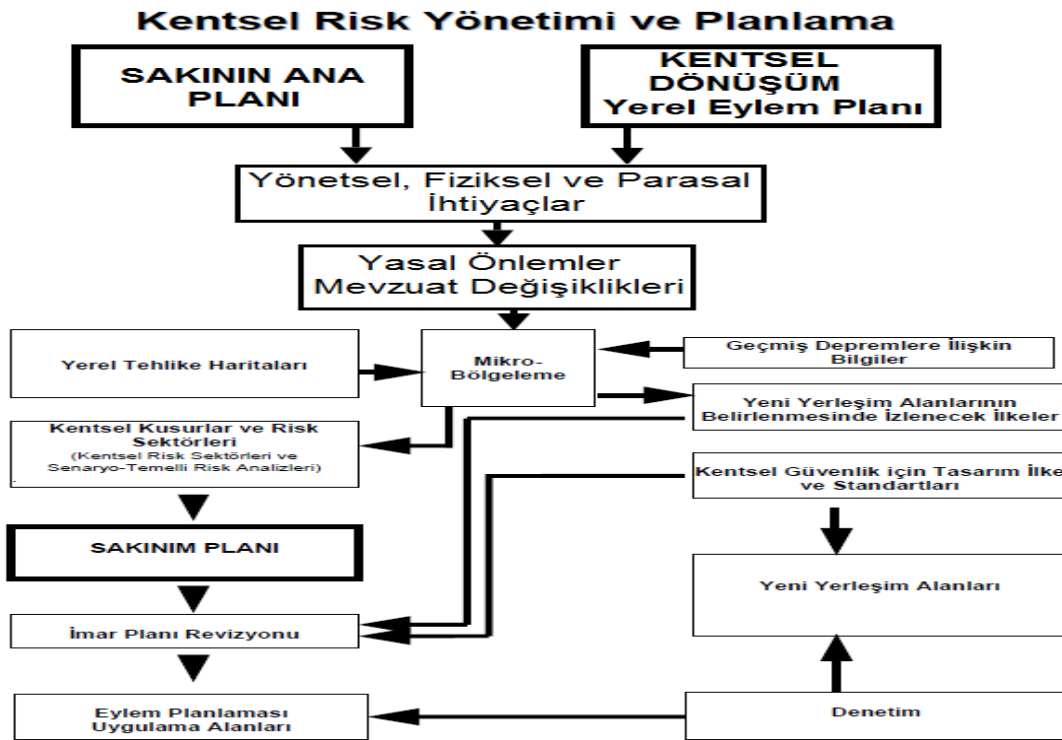 Kentsel Risk Yönetimi ve Planlama
SAKININ ANA
PLANI
KENTSEL
DÖNÜŞÜM
Yerel Eylem Planı
Yönetsel, Fiziksel ve Parasal
İhtiyaçlar
Yasal Önlemler
Mevzuat Değişiklikleri
Yerel Tehlike Haritaları
Mikro-
Bölgeleme
Geçmiş Depremlere İlişkin
Bilgiler
Yeni Yerleşim Alanlarının
Belirlenmesinde İzlenecek İlkeler
Kentsel Kusurlar ve Risk
Sektörleri
(Kentsel Risk Sektörleri ve
Senaryo-Temelli Risk Analizleri)
Kentsel Güvenlik için Tasarım İlke
ve Standartları
SAKINIM PLANI
Yeni Yerleşim Alanları
İmar Planı Revizyonu
Eylem Planlaması
Uygulama Alanları
Denetim